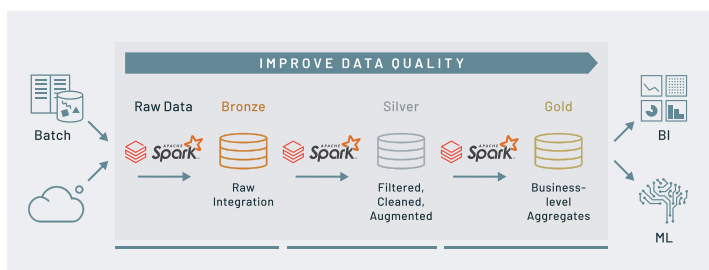 IMPROVE DATA QUALITY
Batch
Raw Data
Bronze
Silver
Gold
APACHE
Spark
APACHE
Spark
APACHE
Spark
Raw
Integration
Filtered,
Cleaned,
Augmented
Business-
level
Aggregates
BI
ML